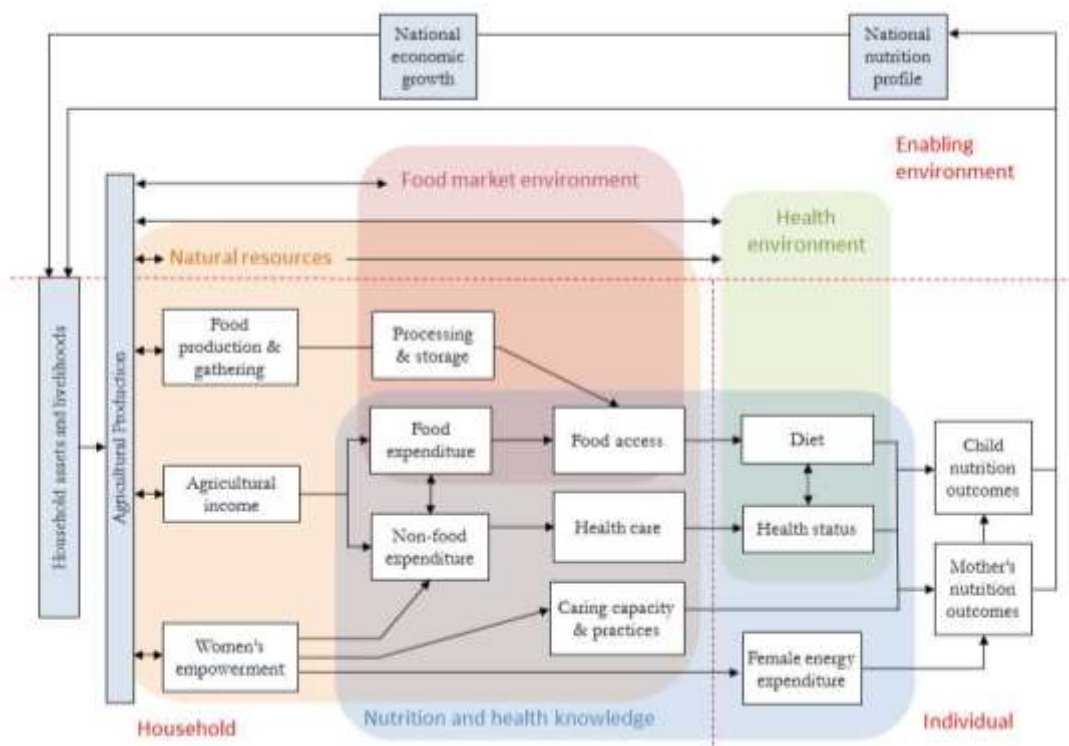 National
economic
growth
National
nutrition
profile
Enabling
environment
Food market environment
Health
environment
Natural resources
Household assets and livelihoods
Agricultural Production
Food
production &
gathering
Processing
& storage
Food
expenditure
Food access
Diet
Child
nutrition
outcomes
Agricultural
income
Non-food
expenditure
Health care
Health status
Mother's
nutrition
outcomes
Caring capacity
& practices
Women's
empowerment
Female energy
expenditure
Household
Nutrition and health knowledge
Individual